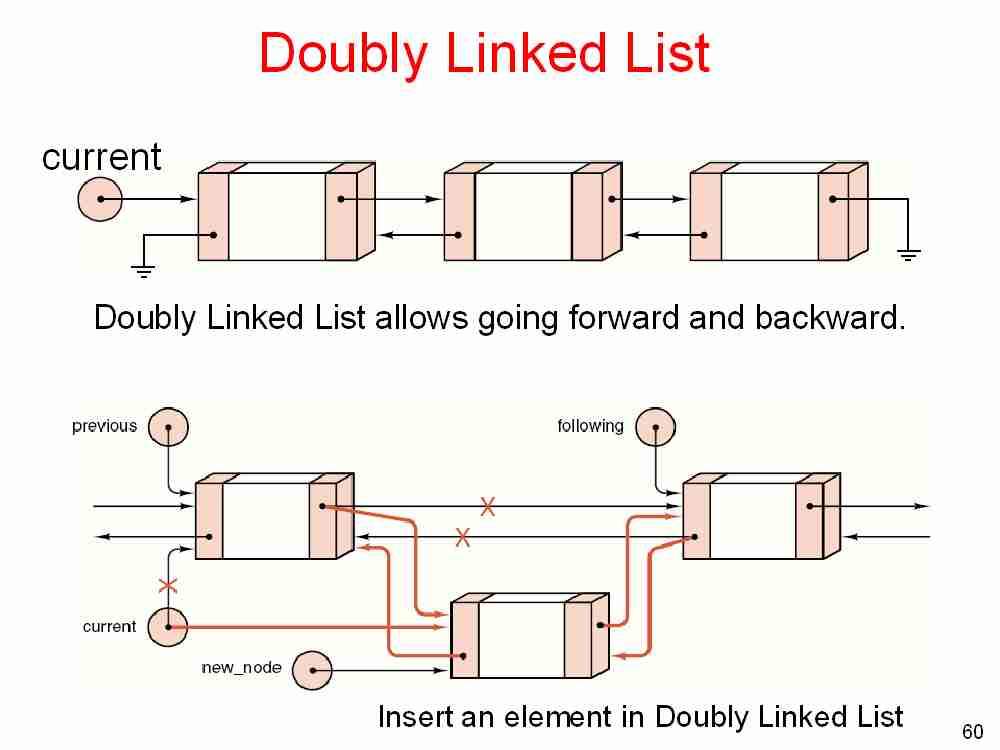 Doubly Linked List
current
Doubly Linked List allows going forward and backward.
previous
following
X
X
X
current
new_node
Insert an element in Doubly Linked List
60